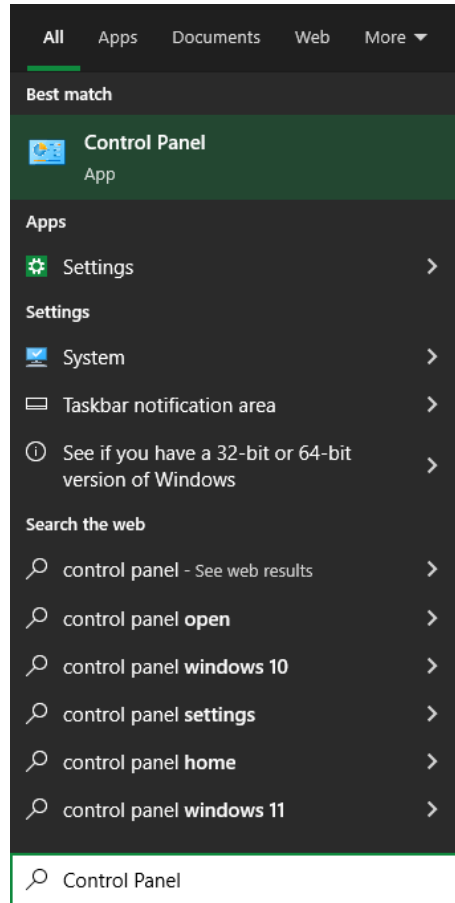 All Apps Documents Web More
Best match
Control Panel
App
Apps
Settings
Settings
System
Taskbar notification area
See if you have a 32-bit or 64-bit
version of Windows
Search the web
control panel - See web results
control panel open
control panel windows 10
control panel settings
control panel home
control panel windows 11
Control Panel